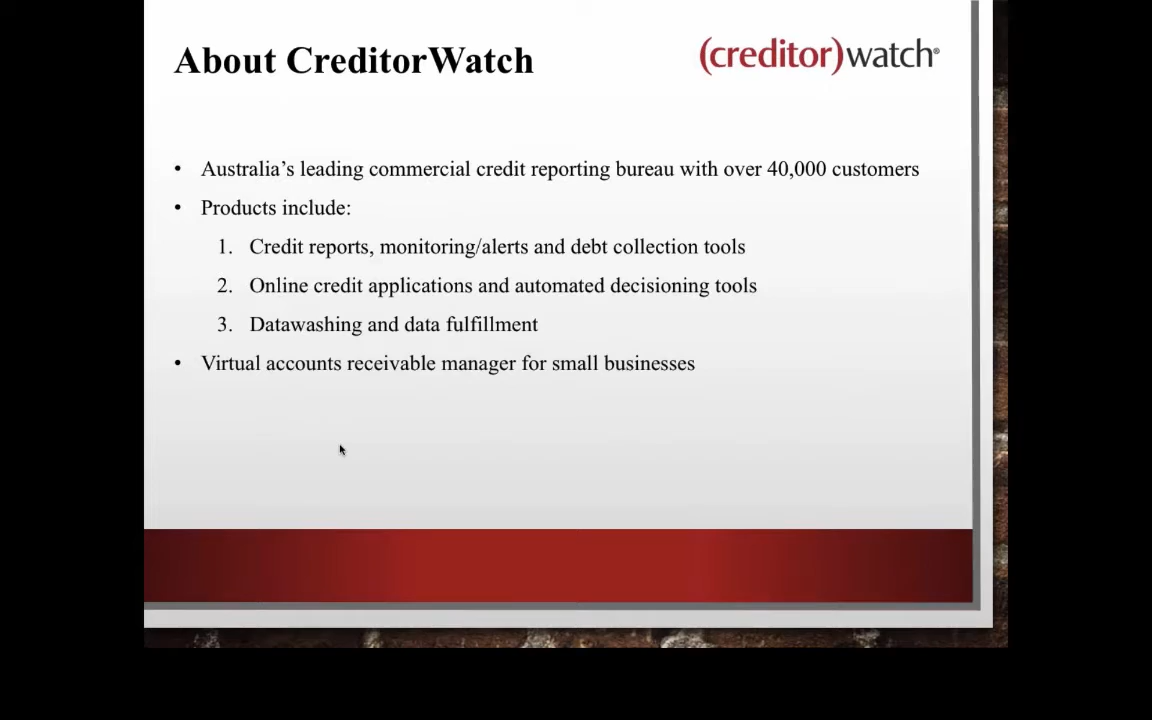 About CreditorWatch
(creditor)watch®
• Australia’s leading commercial credit reporting bureau with over 40,000 customers
• Products include:
1. Credit reports, monitoring/alerts and debt collection tools
2. Online credit applications and automated decisioning tools
3. Datawashing and data fulfillment
• Virtual accounts receivable manager for small businesses